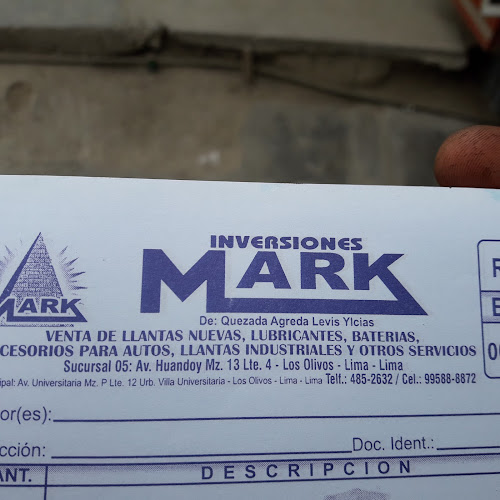 INVERSIONES
MARK
MARK
De: Quezada Agreda Levis Ylcias
VENTA DE LLANTAS NUEVAS, LUBRICANTES, BATERIAS,
CCESORIOS PARA AUTOS, LLANTAS INDUSTRIALES Y OTROS SERVICIOS
Sucursal 05: Av. Huandoy Mz. 13 Lte. 4 - Los Olivos - Lima - Lima
ipal: Av. Universitaria Mz. P Lte. 12 Urb. Villa Universitaria - Los Olivos - Lima - Lima Telf.: 485-2632 / Cel.: 99588-8872
or(es):
cción: Doc. Ident.:
ANT. DESCRIPCION
R
00